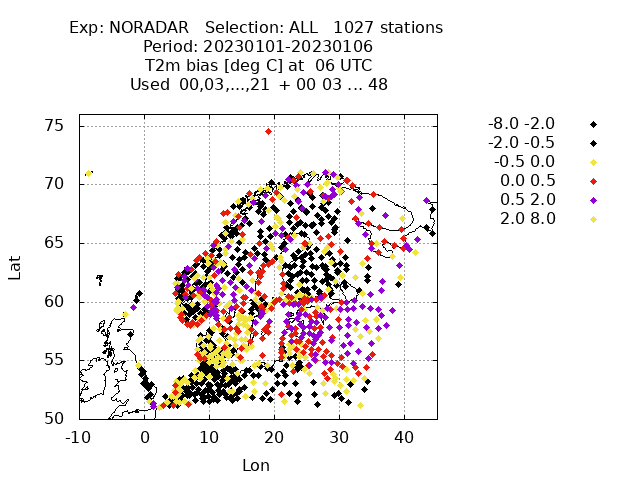 Exp: NORADAR Selection: ALL 1027 stations
Period: 20230101-20230106
T2m bias [deg C] at 06 UTC
Used 00,03,...,21 + 00 03 ... 48
-8.0 -2.0
-2.0 -0.5
-0.5 0.0
0.0 0.5
0.5 2.0
2.0 8.0
75
70
65
60
55
50
Lat
-10 0 10 20 30 40
Lon